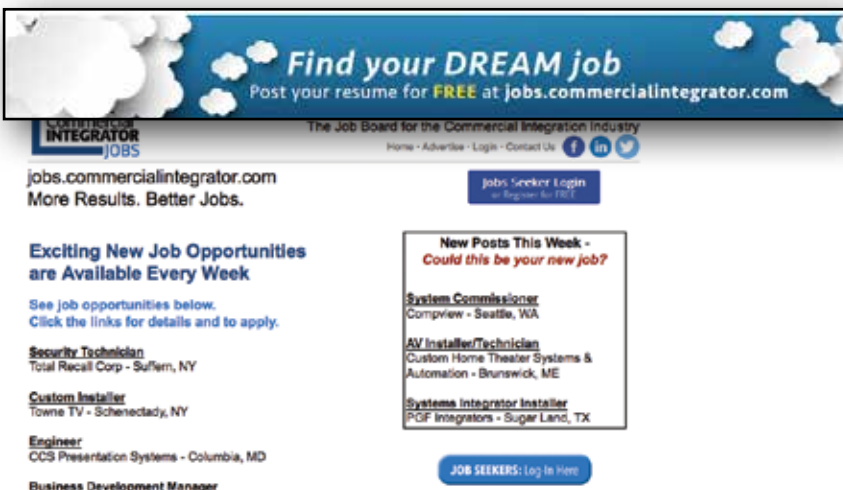 Find your DREAM job
Post your resume for FREE at jobs.commercialintegrator.com
Commercial
INTEGRATOR
JOBS
The Job Board for the Commercial Integration Industry
Home - Advertise - Login - Contact Us
f in
jobs.commercialintegrator.com
More Results. Better Jobs.
Jobs Seeker Login
or Register for FREE
Exciting New Job Opportunities
are Available Every Week
See job opportunities below.
Click the links for details and to apply.
Security Technician
Total Recall Corp - Suffern, NY
Custom Installer
Towne TV - Schenectady, NY
Engineer
CCS Presentation Systems - Columbia, MD
Business Development Manager
New Posts This Week -
Could this be your new job?
System Commissioner
Compview - Seattle, WA
AV Installer/Technician
Custom Home Theater Systems &
Automation - Brunswick, ME
Systems Integrator Installer
PGF Integrators - Sugar Land, TX
JOB SEEKERS: Log In Here